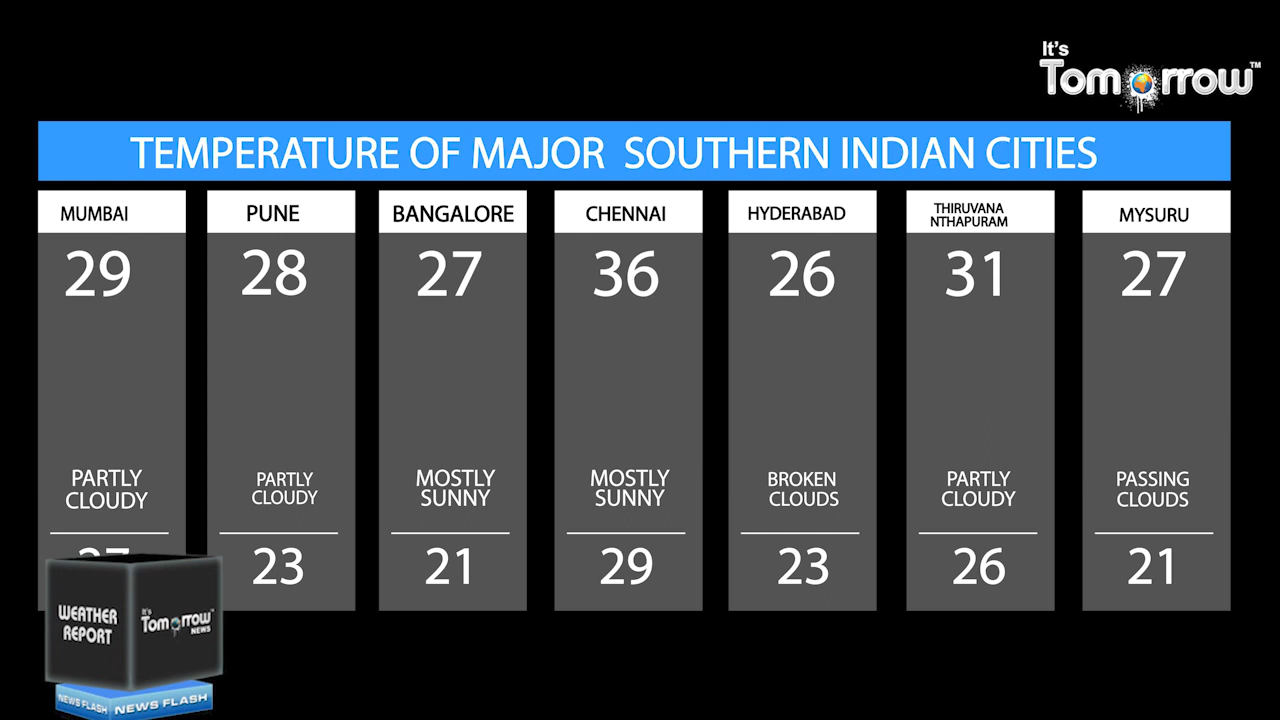 It's
Tomorrow™
TEMPERATURE OF MAJOR SOUTHERN INDIAN CITIES
MUMBAI
PUNE
BANGALORE
CHENNAI
HYDERABAD
THIRUVANA
NTHAPURAM
MYSURU
29
28
27
36
26
31
27
PARTLY
CLOUDY
PARTLY
CLOUDY
MOSTLY
SUNNY
MOSTLY
SUNNY
BROKEN
CLOUDS
PARTLY
CLOUDY
PASSING
CLOUDS
23
21
29
23
26
21
WEATHER
REPORT
It's
Tomorrow™
NEWS
NEWS FLASH
NEWS FLASH